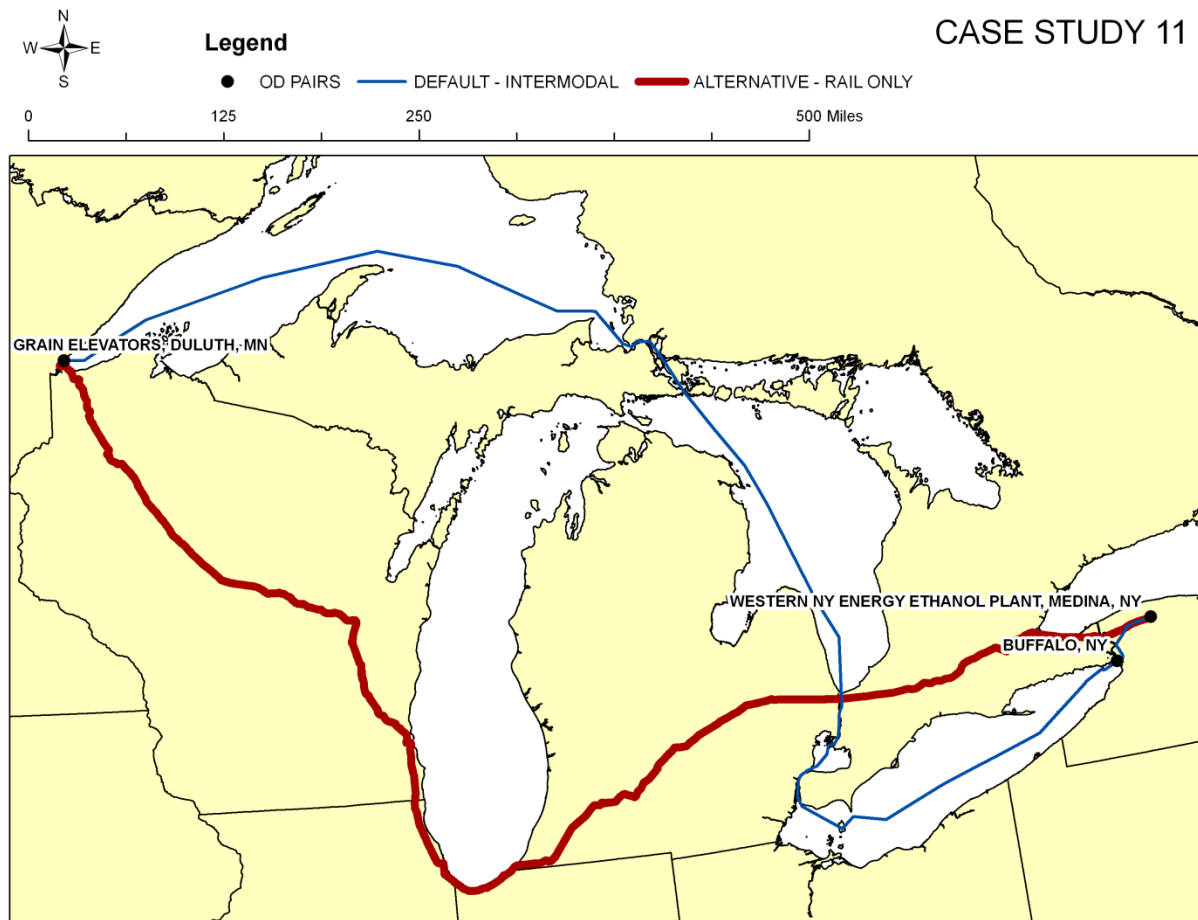 CASE STUDY 11
N
W E
S
Legend
OD PAIRS DEFAULT - INTERMODAL ALTERNATIVE - RAIL ONLY
0 125 250 500 Miles
GRAIN ELEVATORS, DULUTH, MN
WESTERN NY ENERGY ETHANOL PLANT, MEDINA, NY
BUFFALO, NY